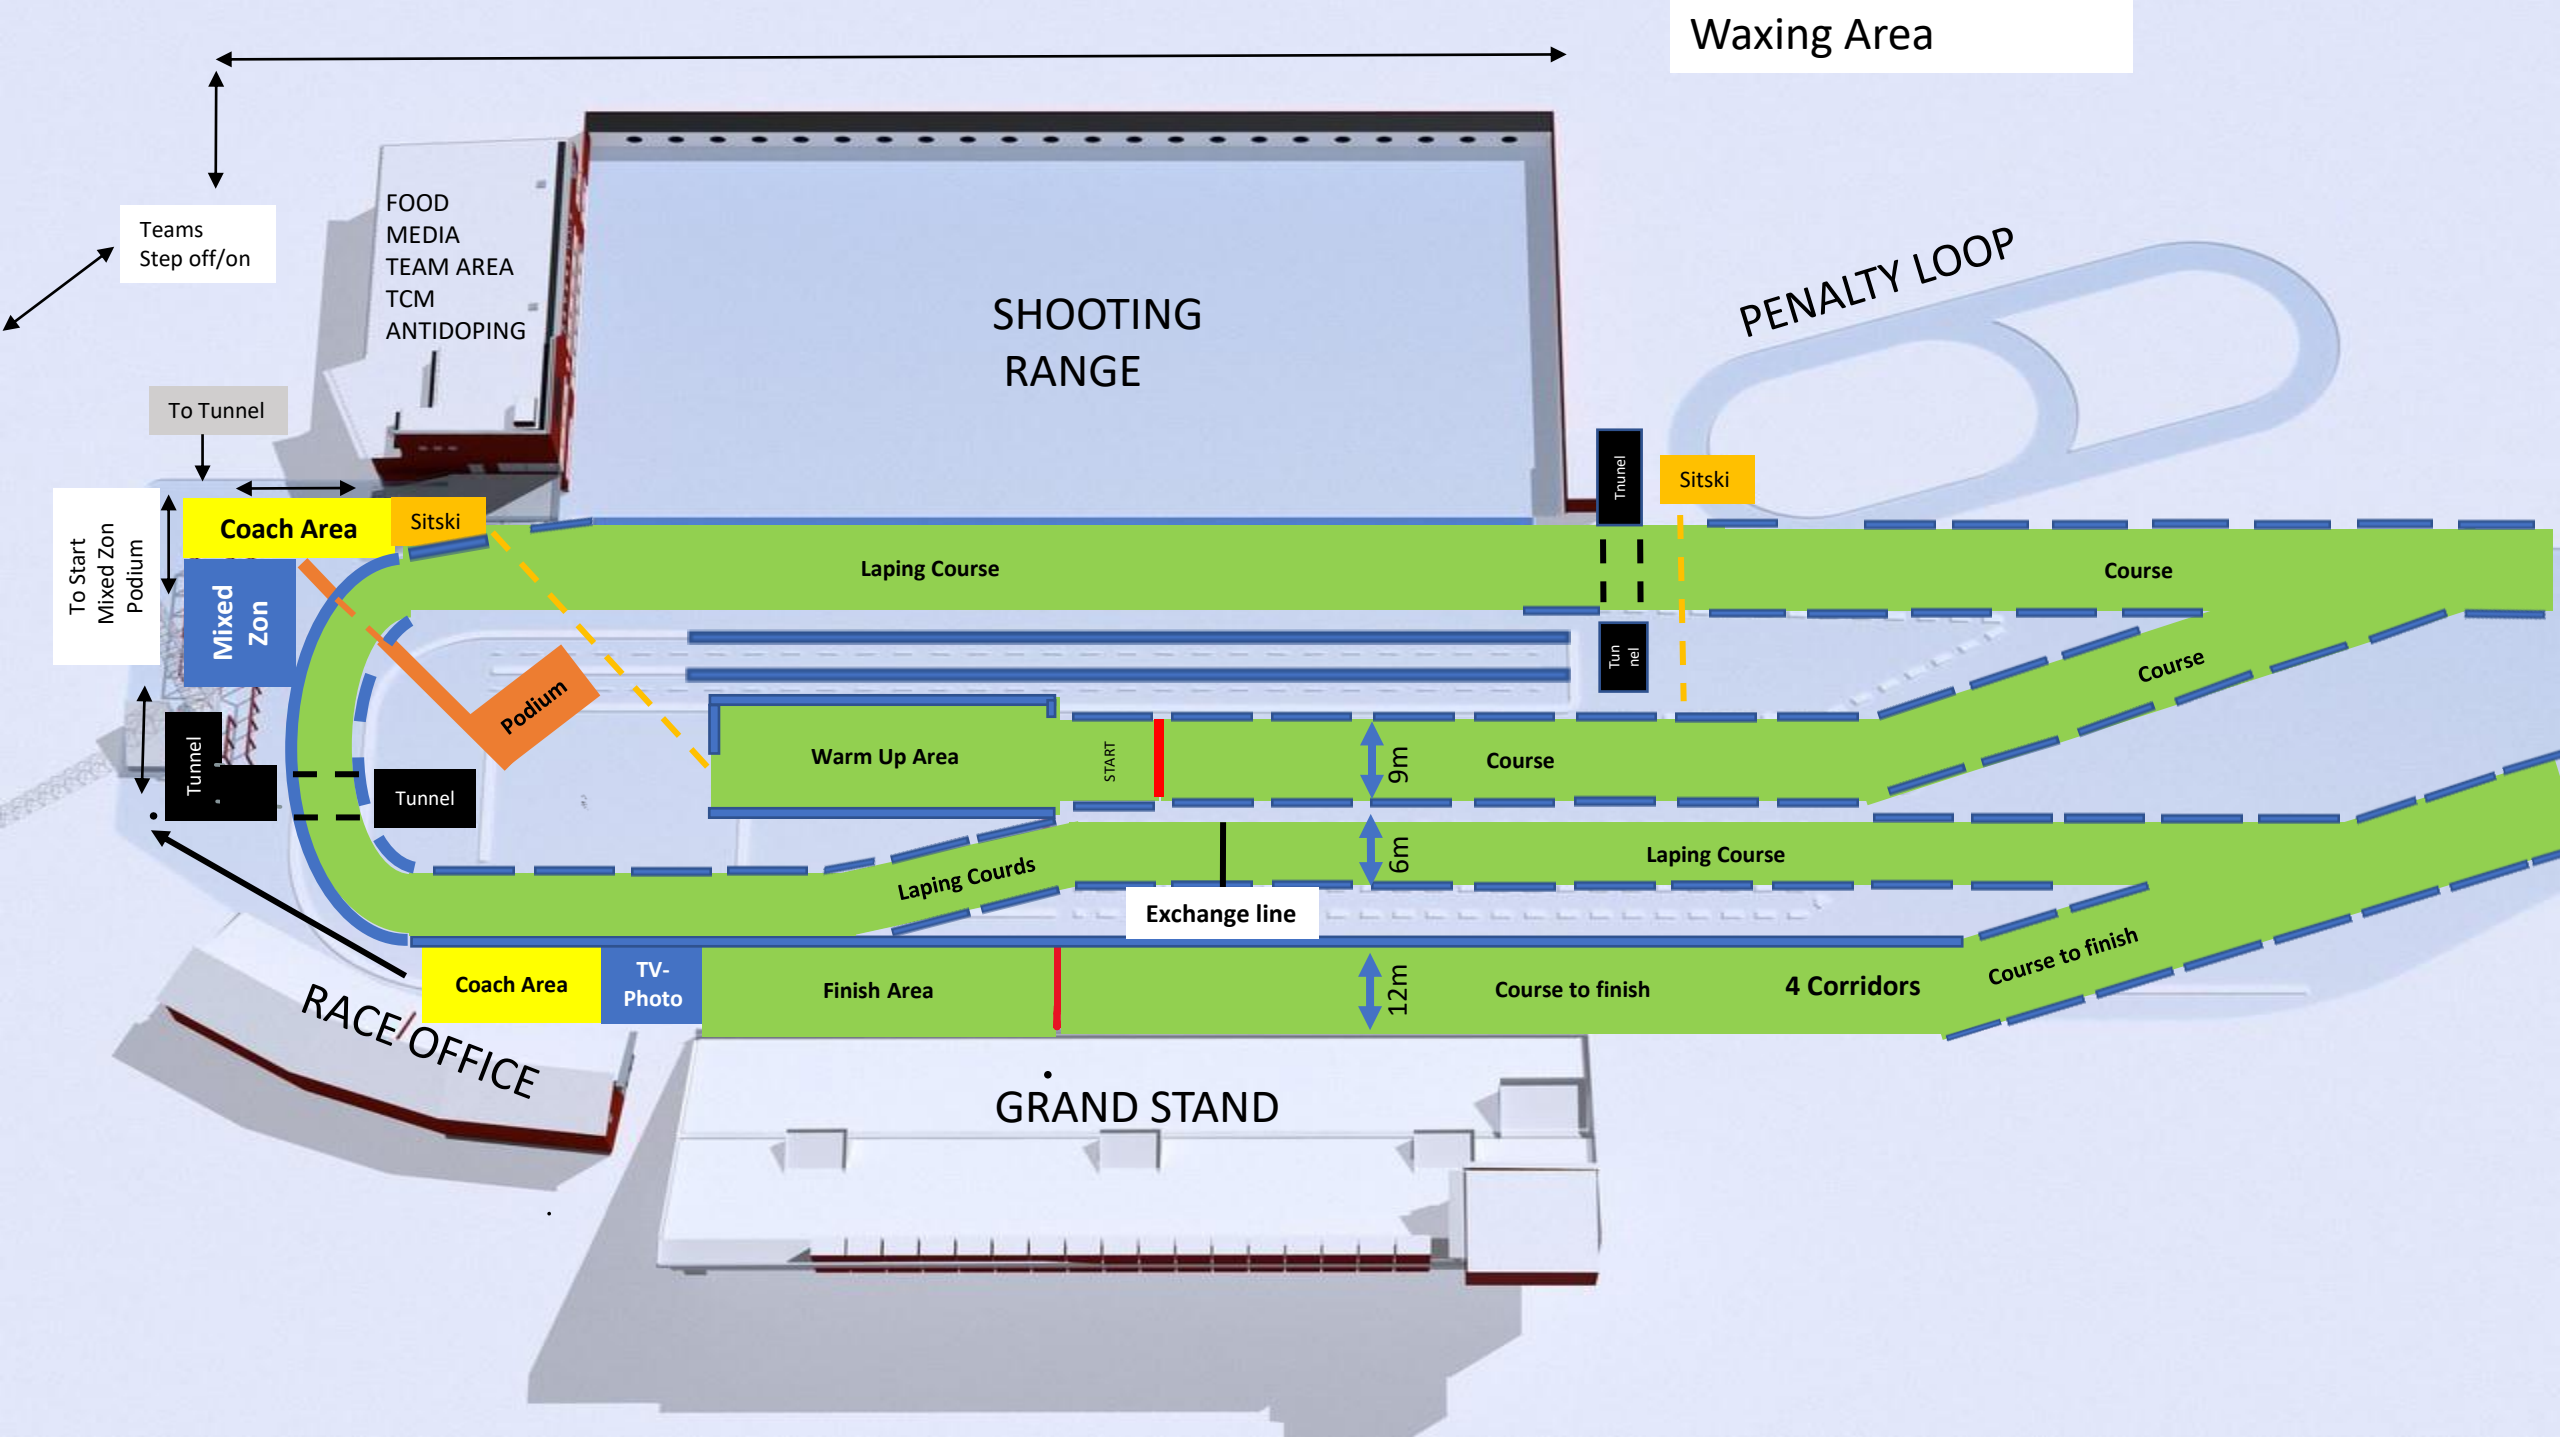 Waxing Area
Teams
Step off/on
FOOD
MEDIA
TEAM AREA
TCM
ANTIDOPING
SHOOTING
RANGE
PENALTY LOOP
To Tunnel
Tnunel
Sitski
To Start
Mixed Zon
Podium
Coach Area
Sitski
Laping Course
Course
Mixed
Zon
Tun
nel
Course
Podium
Tunnel
Tunnel
Warm Up Area
START
9m
Course
Laping Courds
6m
Laping Course
Exchange line
Coach Area
TV-
Photo
Finish Area
12m
Course to finish
4 Corridors
Course to finish
RACE/OFFICE
GRAND STAND